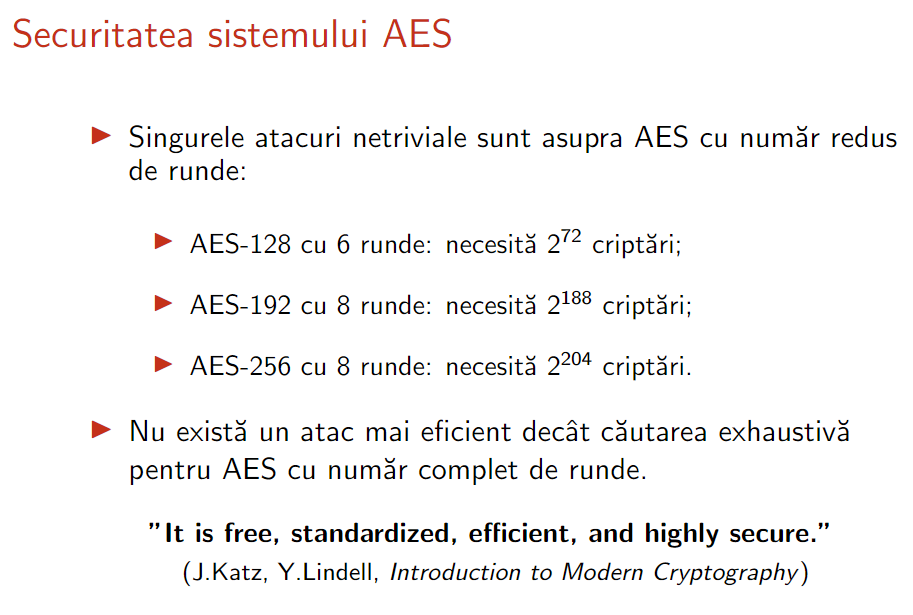 Securitatea sistemului AES
Singurele atacuri netriviale sunt asupra AES cu număr redus
de runde:
AES-128 cu 6 runde: necesită 2^72 criptări;
AES-192 cu 8 runde: necesită 2^188 criptări;
AES-256 cu 8 runde: necesită 2^204 criptări.
Nu există un atac mai eficient decât căutarea exhaustivă
pentru AES cu număr complet de runde.
"It is free, standardized, efficient, and highly secure."
(J.Katz, Y.Lindell, Introduction to Modern Cryptography)